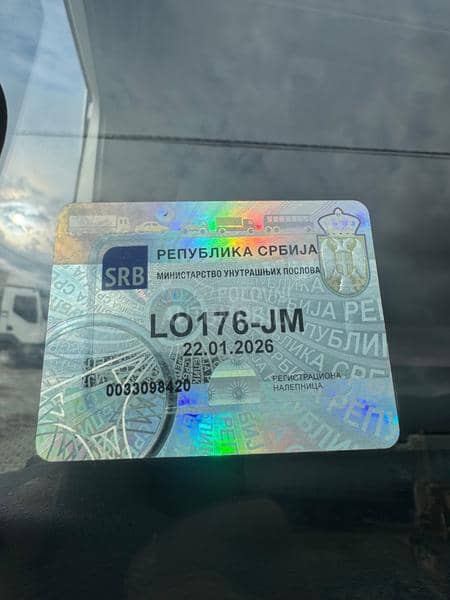 РЕПУБЛИКА СРБИЈА
SRB
МИНИСТАРСТВО УНУТРАШЊИХ ПОСЛОВА
LO176-JM
22.01.2026
0033098420
РЕГИСТРАЦИОНА
НАЛЕПНИЦА